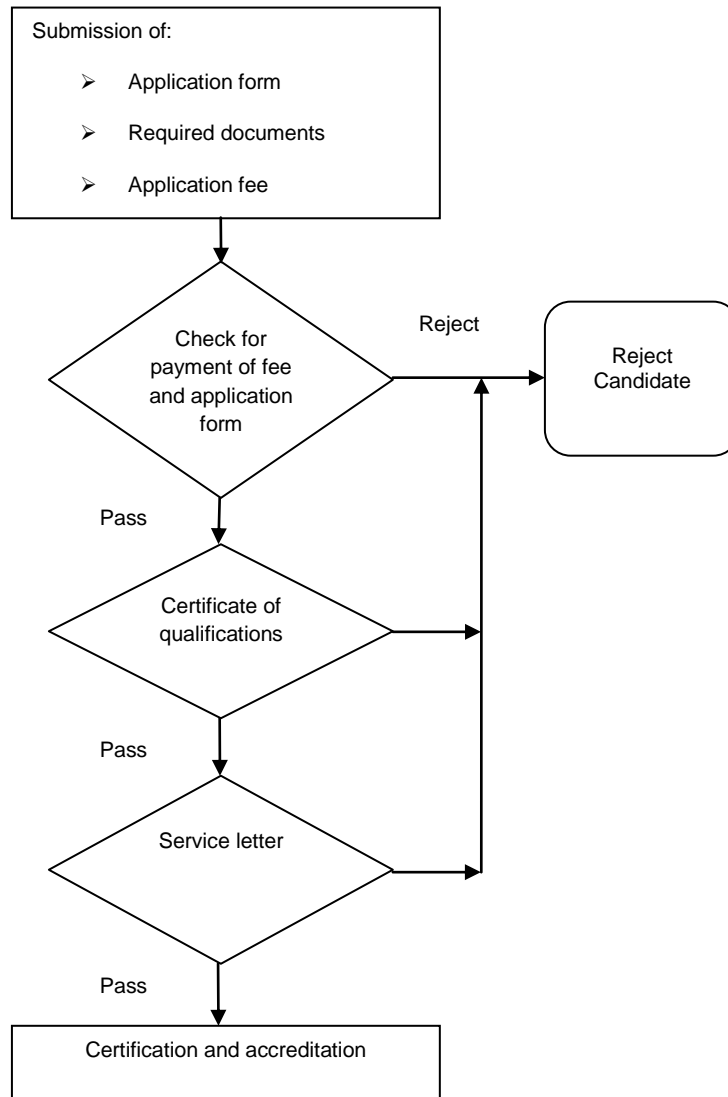 Submission of:
➢ Application form
➢ Required documents
➢ Application fee
Check for
payment of fee
and application
form
Reject
Reject
Candidate
Pass
Certificate of
qualifications
Pass
Service letter
Pass
Certification and accreditation